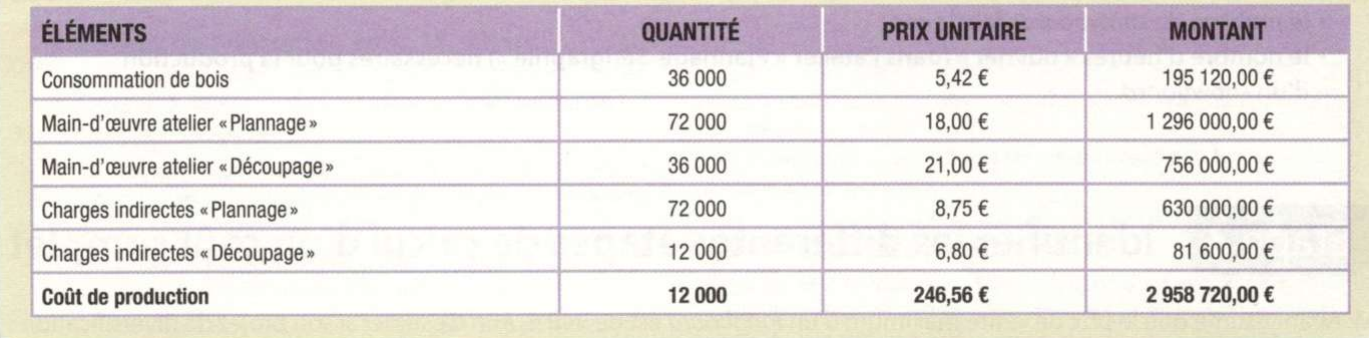 ÉLÉMENTS QUANTITÉ PRIX UNITAIRE MONTANT
Consommation de bois 36 000 5,42 € 195 120,00 €
Main-d'œuvre atelier «Plannage» 72 000 18,00 € 1 296 000,00 €
Main-d'œuvre atelier «Découpage» 36 000 21,00 € 756 000,00 €
Charges indirectes «Plannage» 72 000 8,75 € 630 000,00 €
Charges indirectes «Découpage» 12 000 6,80 € 81 600,00 €
Coût de production 12 000 246,56 € 2 958 720,00 €